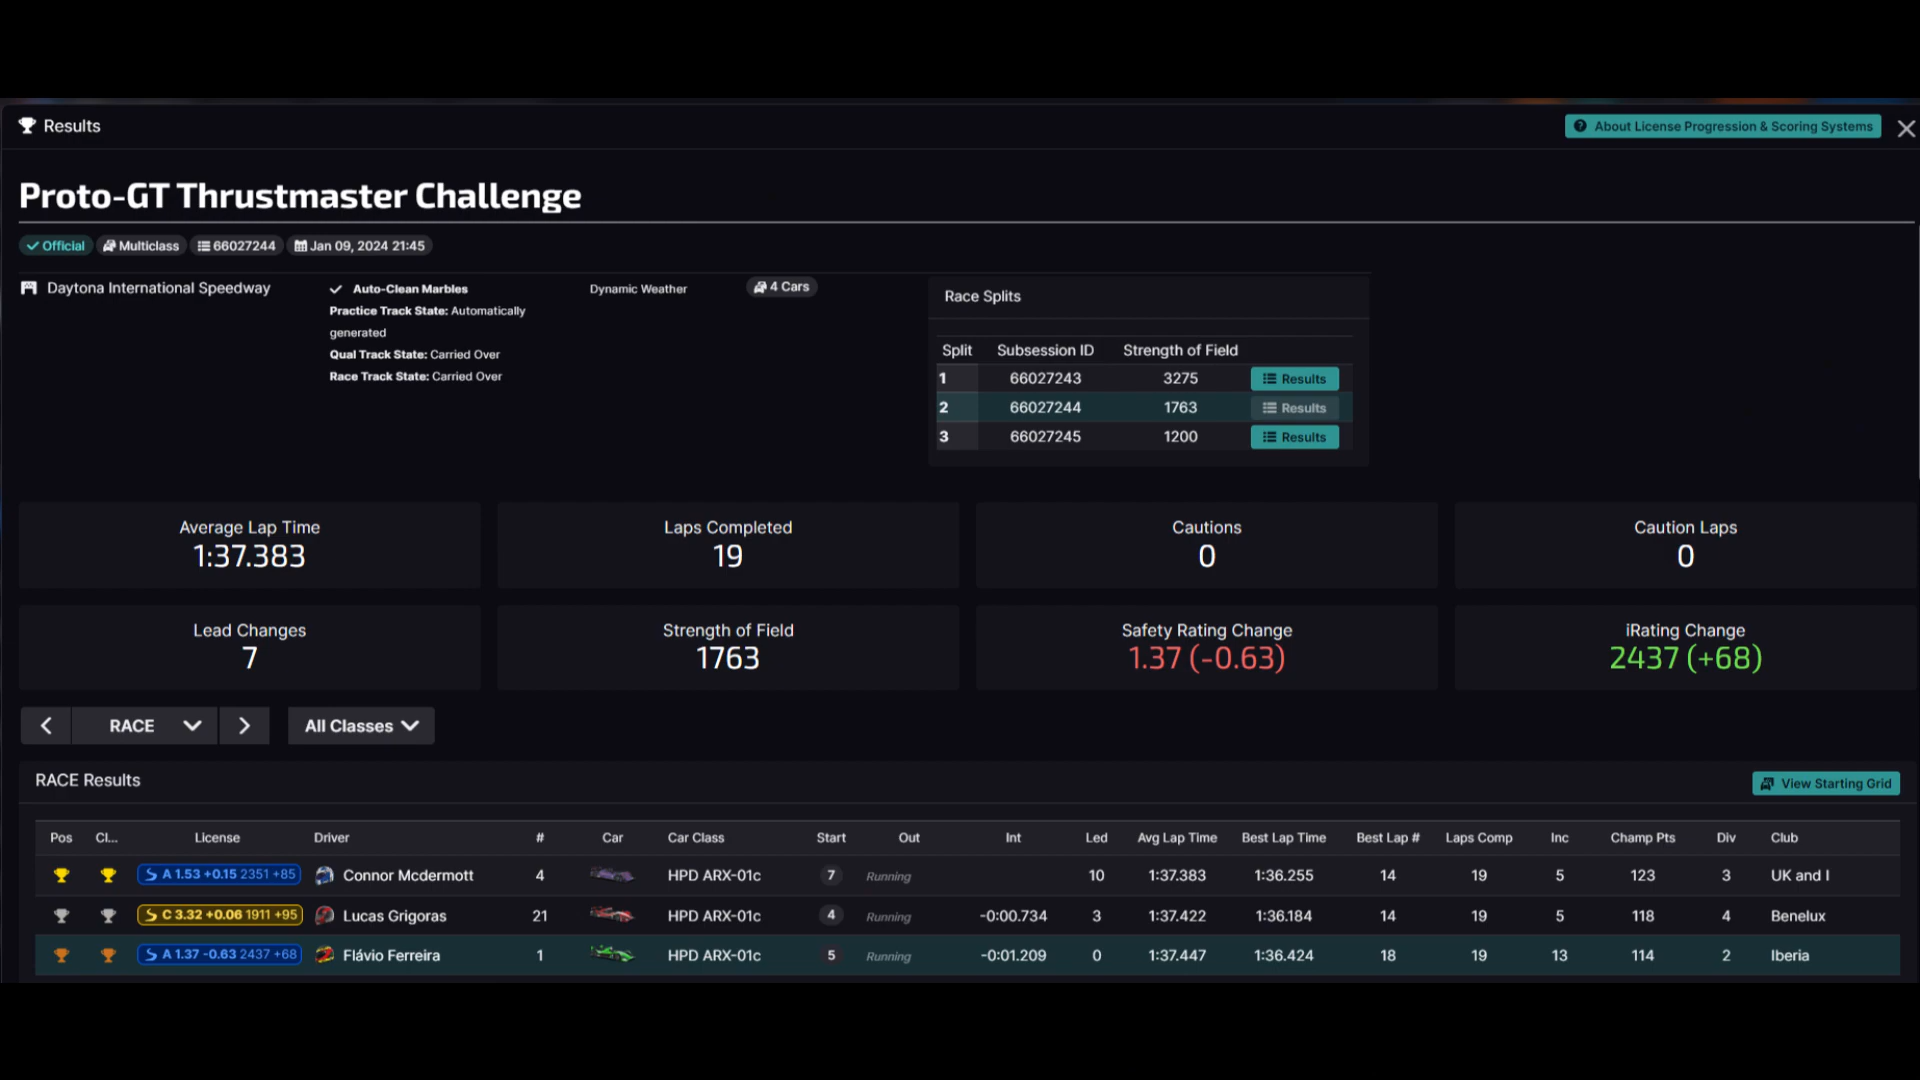 Results
About License Progression & Scoring Systems
Proto-GT Thrustmaster Challenge
Official Multiclass 66027244 Jan 09, 2024 21:45
Daytona International Speedway
Auto-Clean Marbles
Practice Track State: Automatically
generated
Qual Track State: Carried Over
Race Track State: Carried Over
Dynamic Weather
4 Cars
Race Splits
Split Subsession ID Strength of Field
1 66027243 3275 Results
2 66027244 1763 Results
3 66027245 1200 Results
Average Lap Time
1:37.383
Laps Completed
19
Cautions
0
Caution Laps
0
Lead Changes
7
Strength of Field
1763
Safety Rating Change
1.37 (-0.63)
iRating Change
2437 (+68)
RACE All Classes
RACE Results
View Starting Grid
Pos Cl... License Driver # Car Car Class Start Out Int Led Avg Lap Time Best Lap Time Best Lap # Laps Comp Inc Champ Pts Div Club
A 1.53 +0.15 2351 +85 Connor Mcdermott 4 HPD ARX-01c 7 Running 10 1:37.383 1:36.255 14 19 5 123 3 UK and I
C 3.32 +0.06 1911 +95 Lucas Grigoras 21 HPD ARX-01c 4 Running -0:00.734 3 1:37.422 1:36.184 14 19 5 118 4 Benelux
A 1.37 -0.63 2437 +68 Flávio Ferreira 1 HPD ARX-01c 5 Running -0:01.209 0 1:37.447 1:36.424 18 19 13 114 2 Iberia